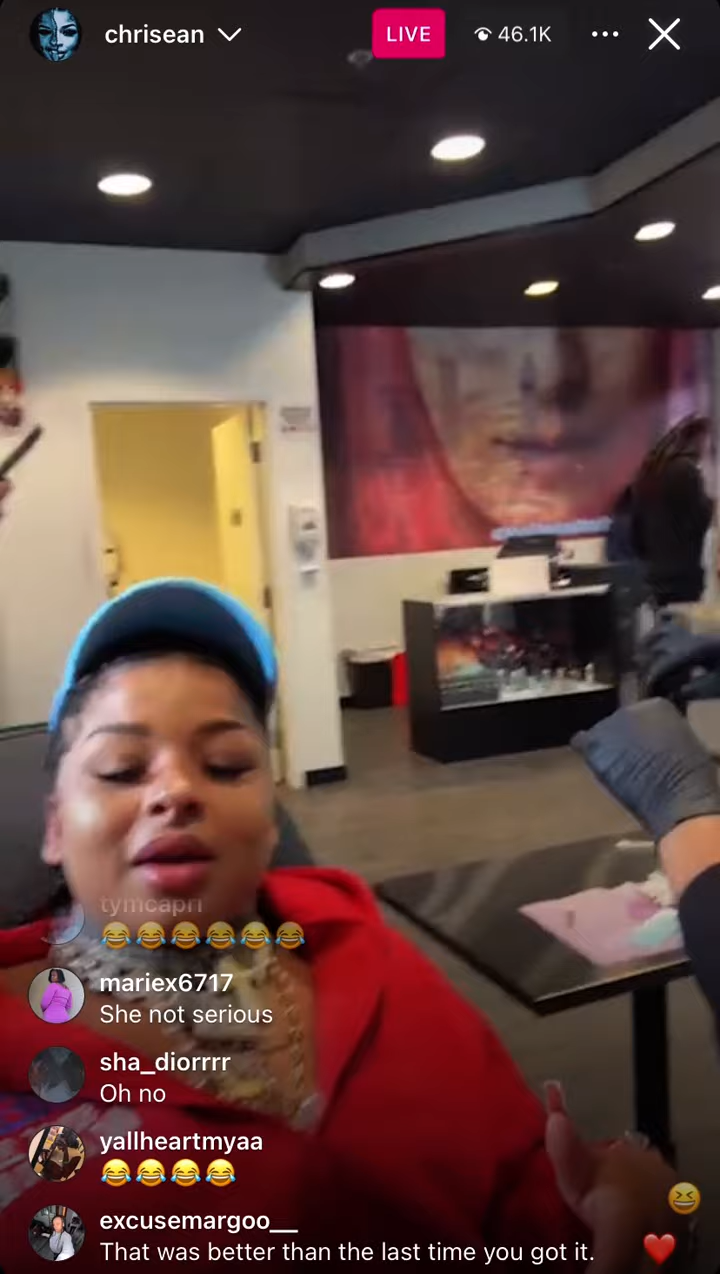 chrisean
LIVE
46.1K
tymcapri
😂😂😂😂😂😂
mariex6717
She not serious
sha_diorrrr
Oh no
yallheartmyaa
😂😂😂😂
excusemargoo__
That was better than the last time you got it.